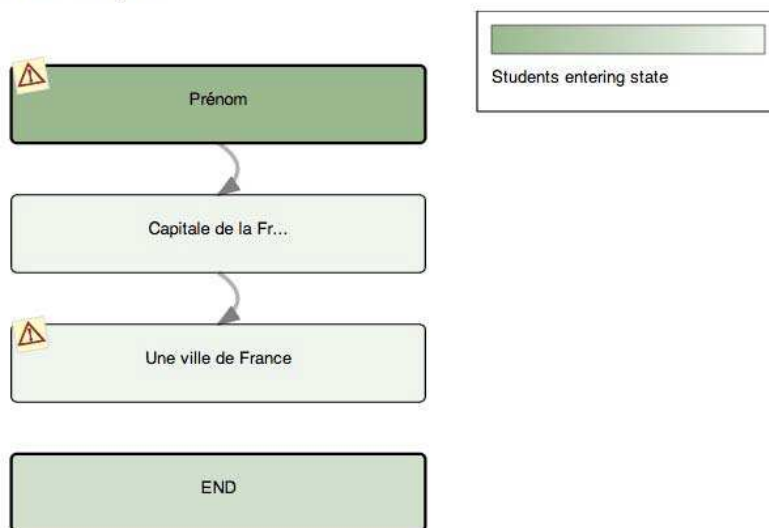 Prénom
Students entering state
Capitale de la Fr...
Une ville de France
END